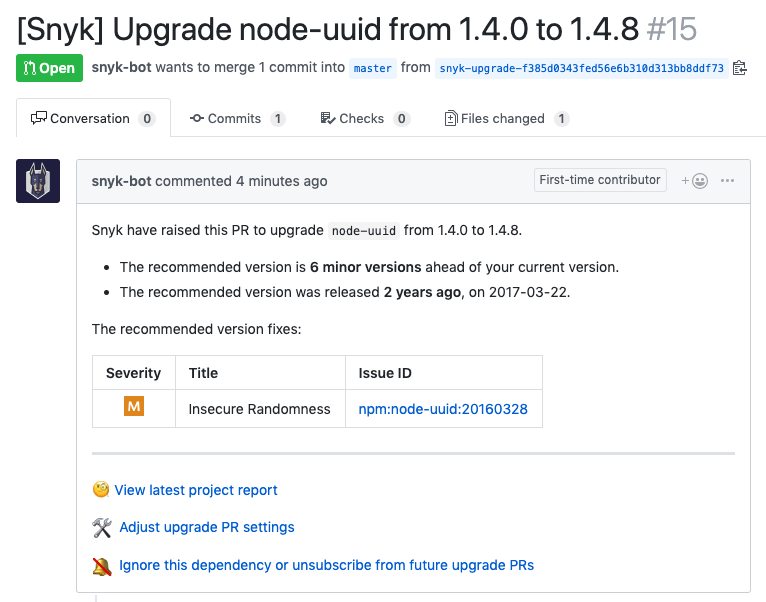 [Snyk] Upgrade node-uuid from 1.4.0 to 1.4.8 #15
Open snyk-bot wants to merge 1 commit into master from snyk-upgrade-f385d0343fed56e6b310d313bb8ddf73
Conversation 0 Commits 1 Checks 0 Files changed 1
snyk-bot commented 4 minutes ago First-time contributor
Snyk have raised this PR to upgrade node-uuid from 1.4.0 to 1.4.8.
• The recommended version is 6 minor versions ahead of your current version.
• The recommended version was released 2 years ago, on 2017-03-22.
The recommended version fixes:
Severity Title Issue ID
M Insecure Randomness npm:node-uuid:20160328
View latest project report
Adjust upgrade PR settings
Ignore this dependency or unsubscribe from future upgrade PRs